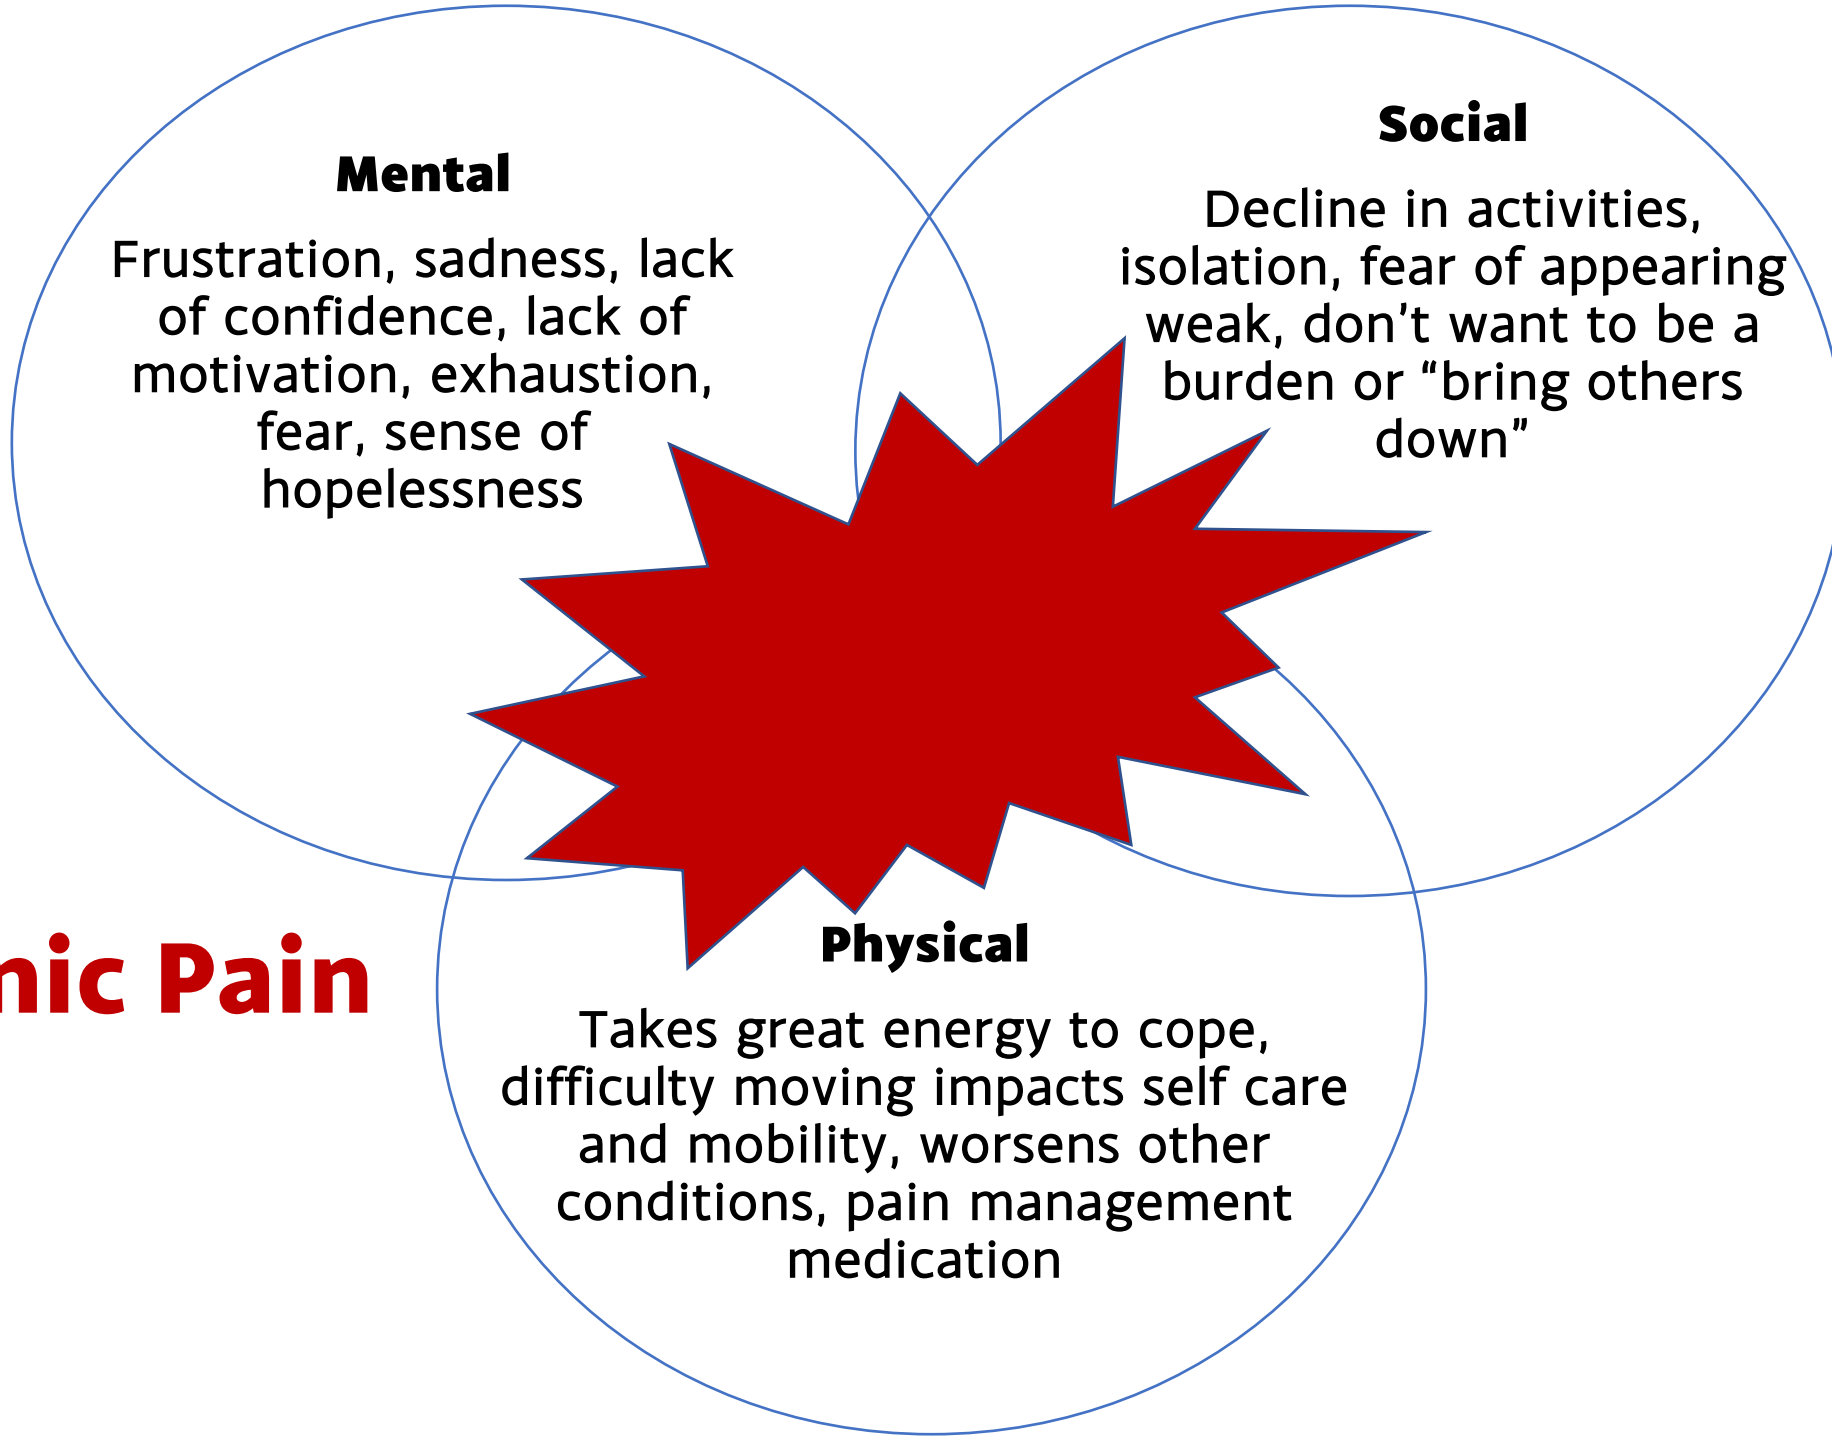 Mental
Frustration, sadness, lack
of confidence, lack of
motivation, exhaustion,
fear, sense of
hopelessness
Social
Decline in activities,
isolation, fear of appearing
weak, don’t want to be a
burden or “bring others
down”
nic Pain
Physical
Takes great energy to cope,
difficulty moving impacts self care
and mobility, worsens other
conditions, pain management
medication